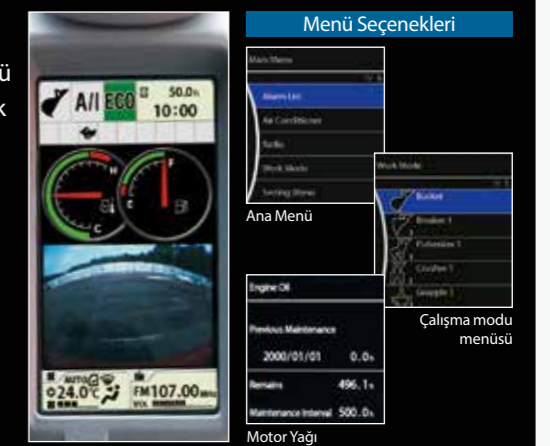 Menü Seçenekleri
ü
k
A/I ECO 50.0h
10:00
H
C
F
E
AUTO
24.0°C
FM107.00MHz
VOL
Main Menu
Alarm List
Air Conditioner
Radio
Work Mode
Setting Menu
Ana Menü
Work Mode
Bucket
Breaker 1
Pulverizer 1
Crusher 1
Grapple 1
Çalışma modu
menüsü
Engine Oil
Previous Maintenance
2000/01/01 0.0h
Remains 496.1h
Maintenance Interval 500.0h
Motor Yağı